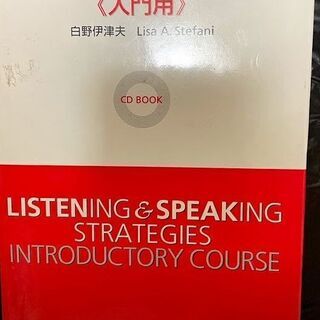 《入門用》
白野伊津夫 Lisa A. Stefani
CD BOOK
LISTENING & SPEAKING
STRATEGIES
INTRODUCTORY COURSE